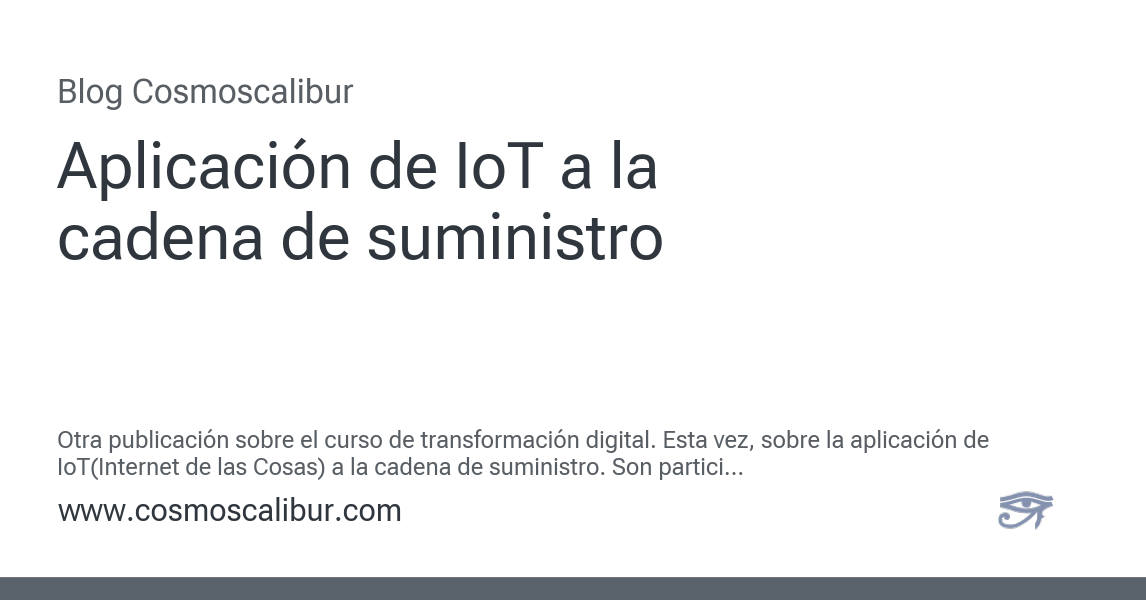 Blog Cosmoscalibur
Aplicación de IoT a la
cadena de suministro
Otra publicación sobre el curso de transformación digital. Esta vez, sobre la aplicación de
IoT(Internet de las Cosas) a la cadena de suministro. Son partici...
www.cosmoscalibur.com